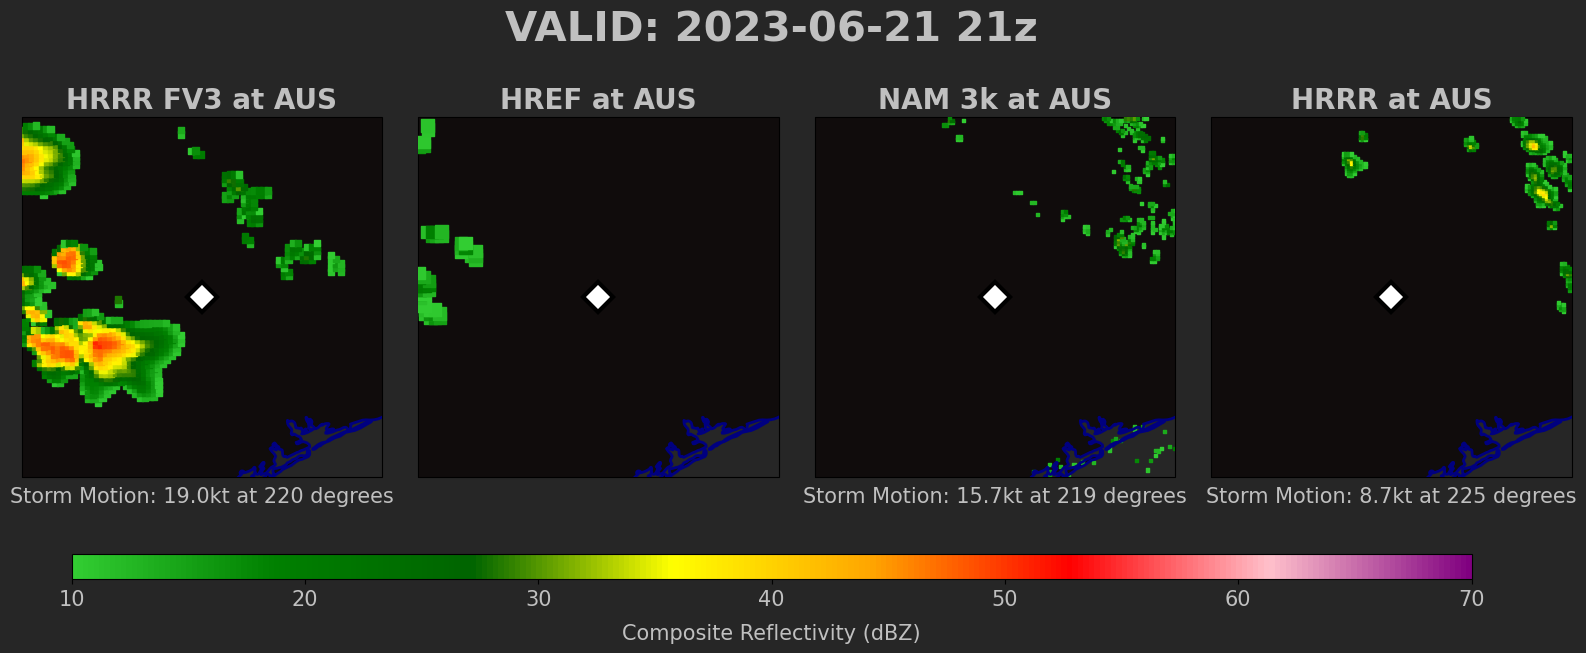 VALID: 2023-06-21 21z
HRRR FV3 at AUS
HREF at AUS
NAM 3k at AUS
HRRR at AUS
Storm Motion: 19.0kt at 220 degrees
Storm Motion: 15.7kt at 219 degrees
Storm Motion: 8.7kt at 225 degrees
10 20 30 40 50 60 70
Composite Reflectivity (dBZ)